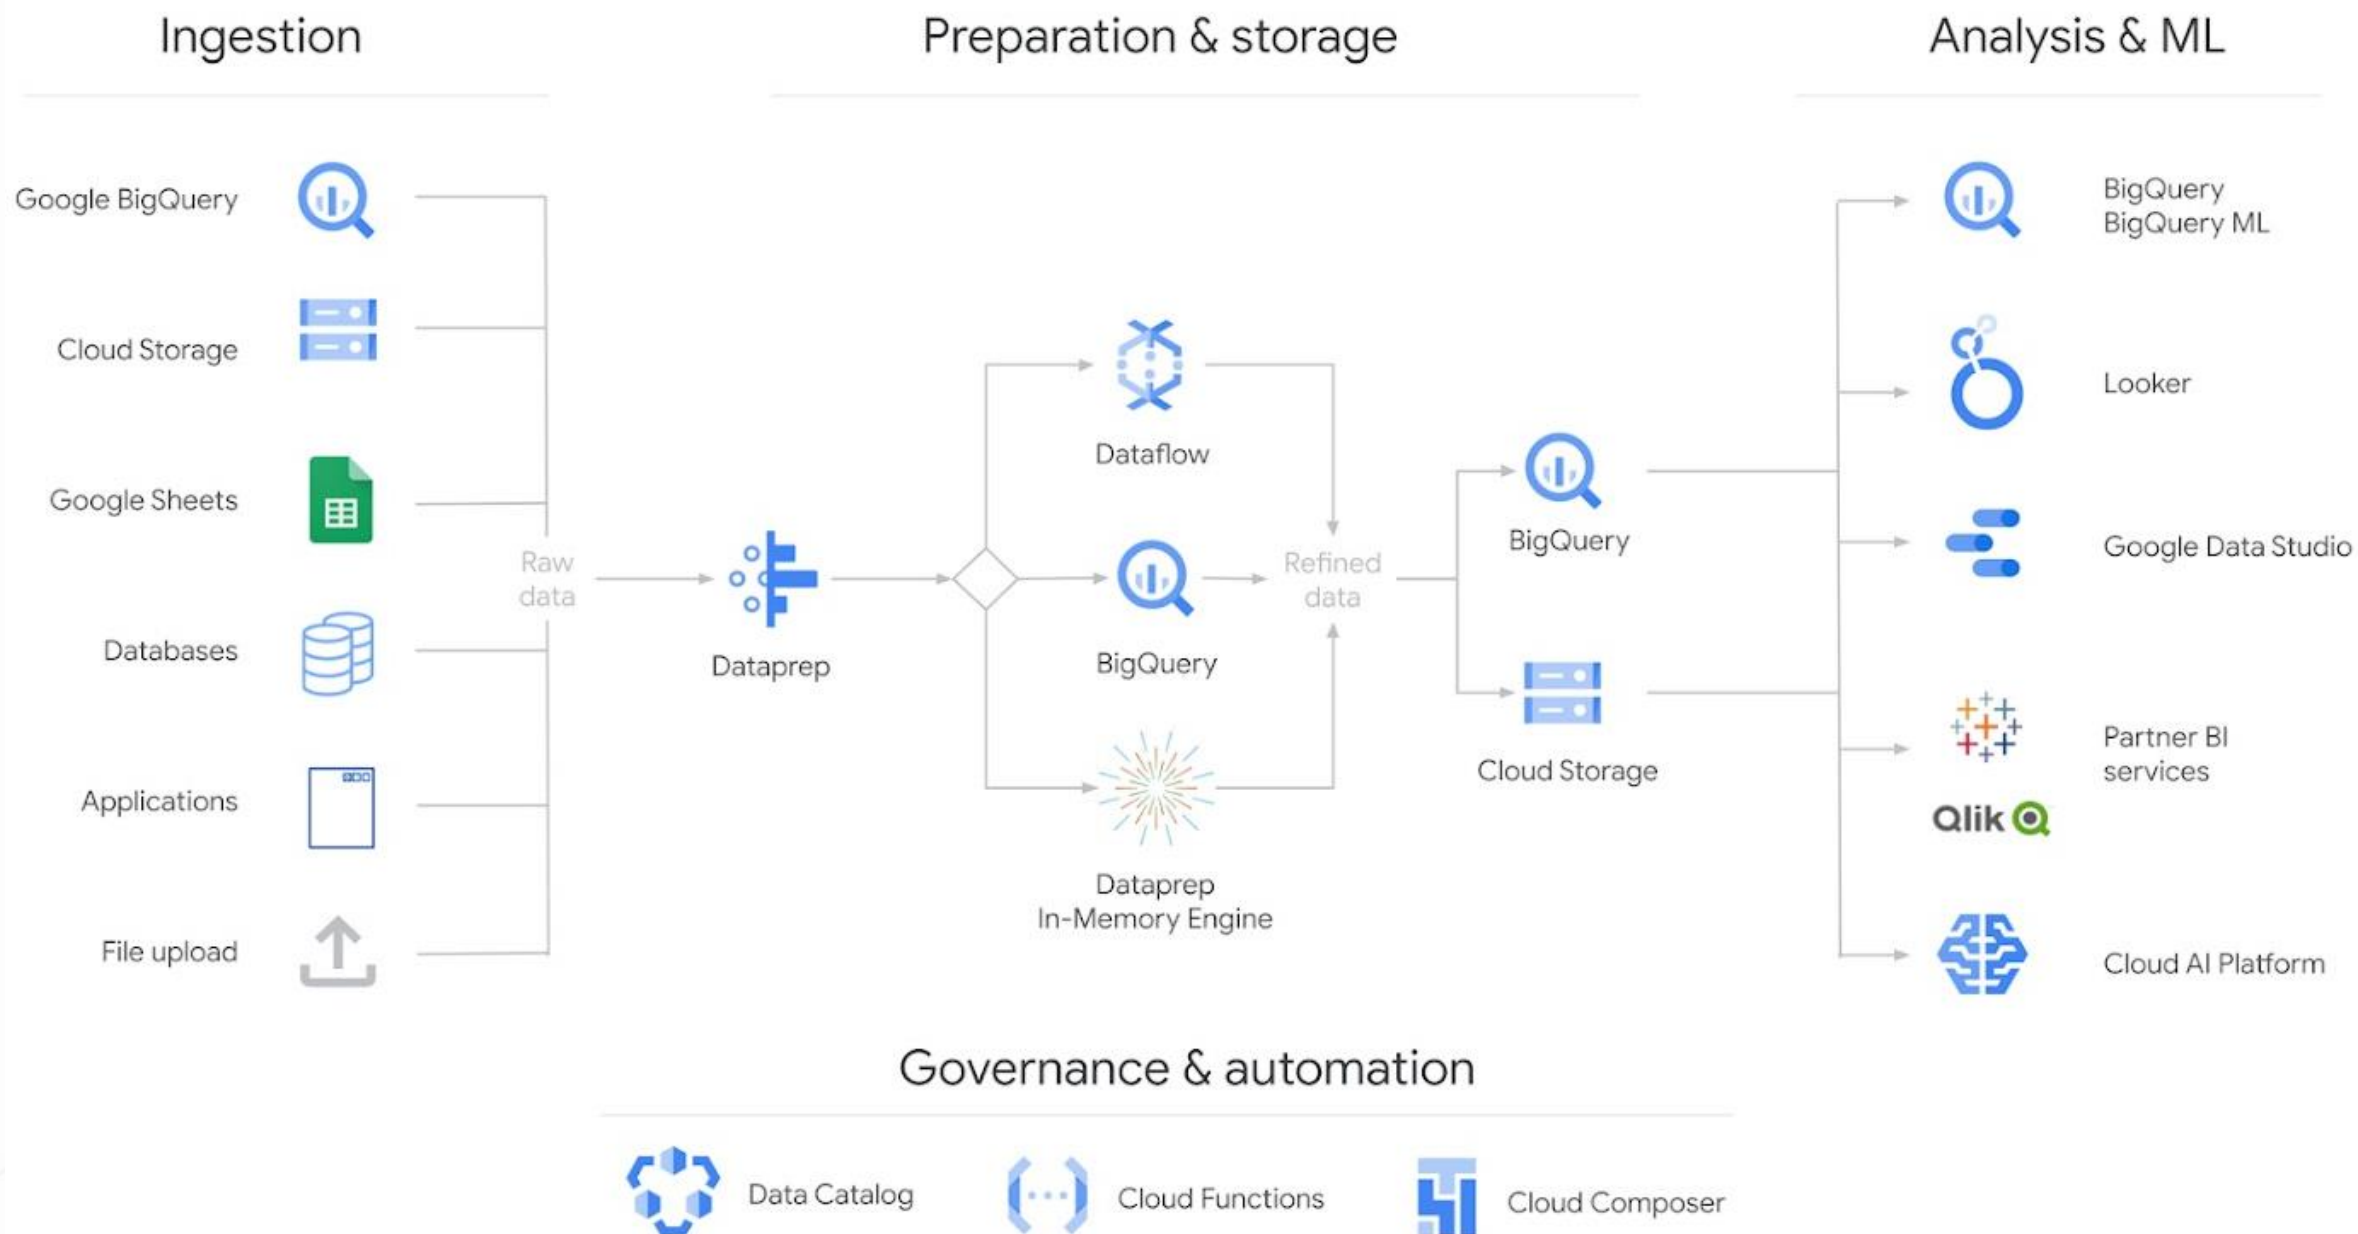 Ingestion
Preparation & storage
Analysis & ML
Google BigQuery
Cloud Storage
Google Sheets
Databases
Applications
File upload
Raw
data
Dataprep
Dataflow
BigQuery
Dataprep
In-Memory Engine
Refined
data
BigQuery
Cloud Storage
BigQuery
BigQuery ML
Looker
Google Data Studio
Partner BI
services
Qlik
Cloud AI Platform
Governance & automation
Data Catalog
Cloud Functions
Cloud Composer